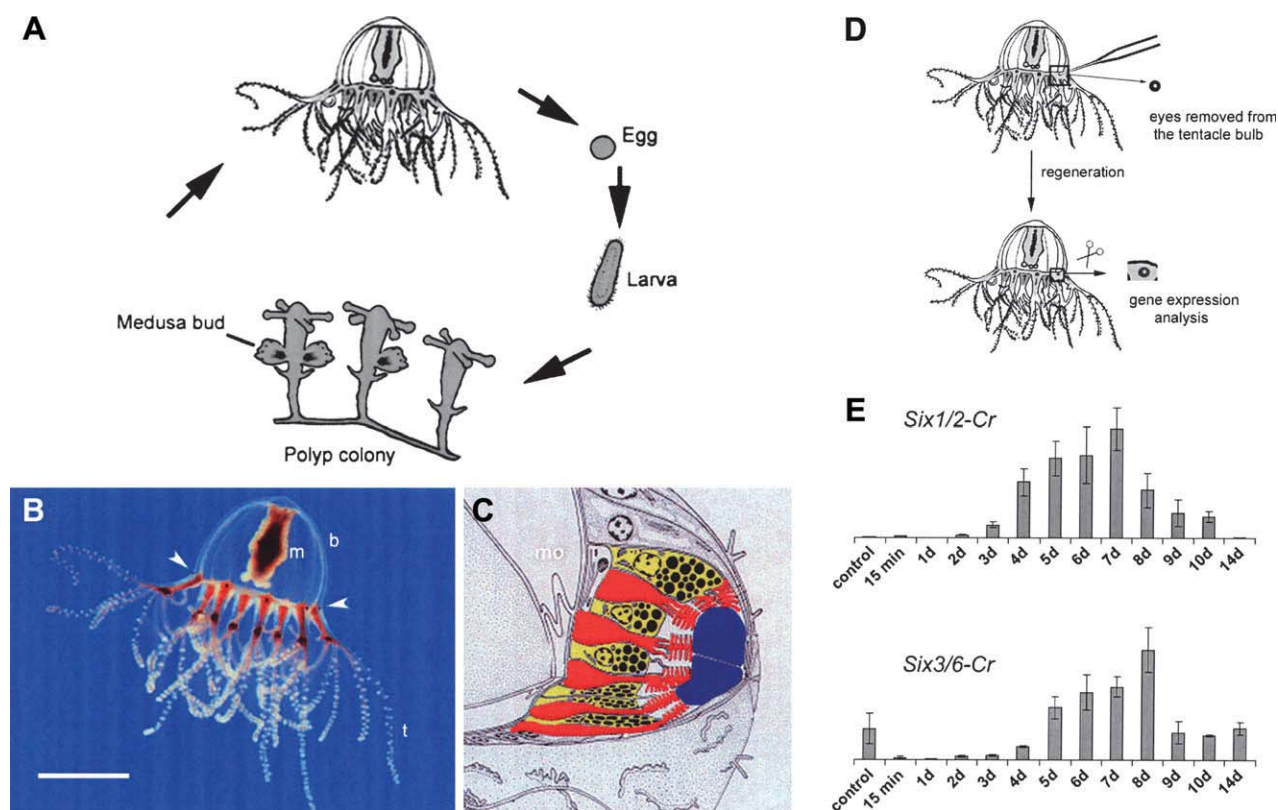 A
Egg
Larva
Medusa bud
Polyp colony
B
m
b
t
C
mo
D
eyes removed from
the tentacle bulb
regeneration
gene expression
analysis
E
Six1/2-Cr
control
15 min
1d
2d
3d
4d
5d
6d
7d
8d
9d
10d
14d
Six3/6-Cr
control
15 min
1d
2d
3d
4d
5d
6d
7d
8d
9d
10d
14d